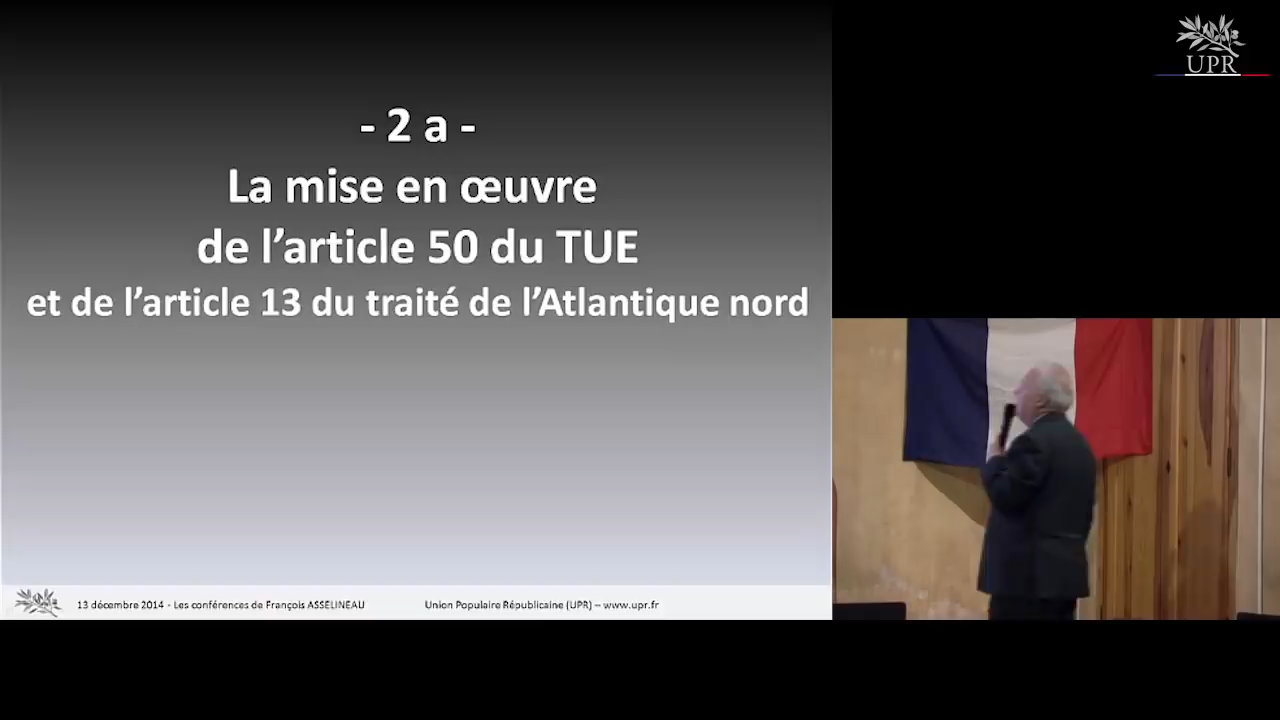 - 2 a -
La mise en œuvre
de l’article 50 du TUE
et de l’article 13 du traité de l’Atlantique nord
13 décembre 2014 - Les conférences de François ASSELINEAU
Union Populaire Républicaine (UPR) – www.upr.fr
UPR